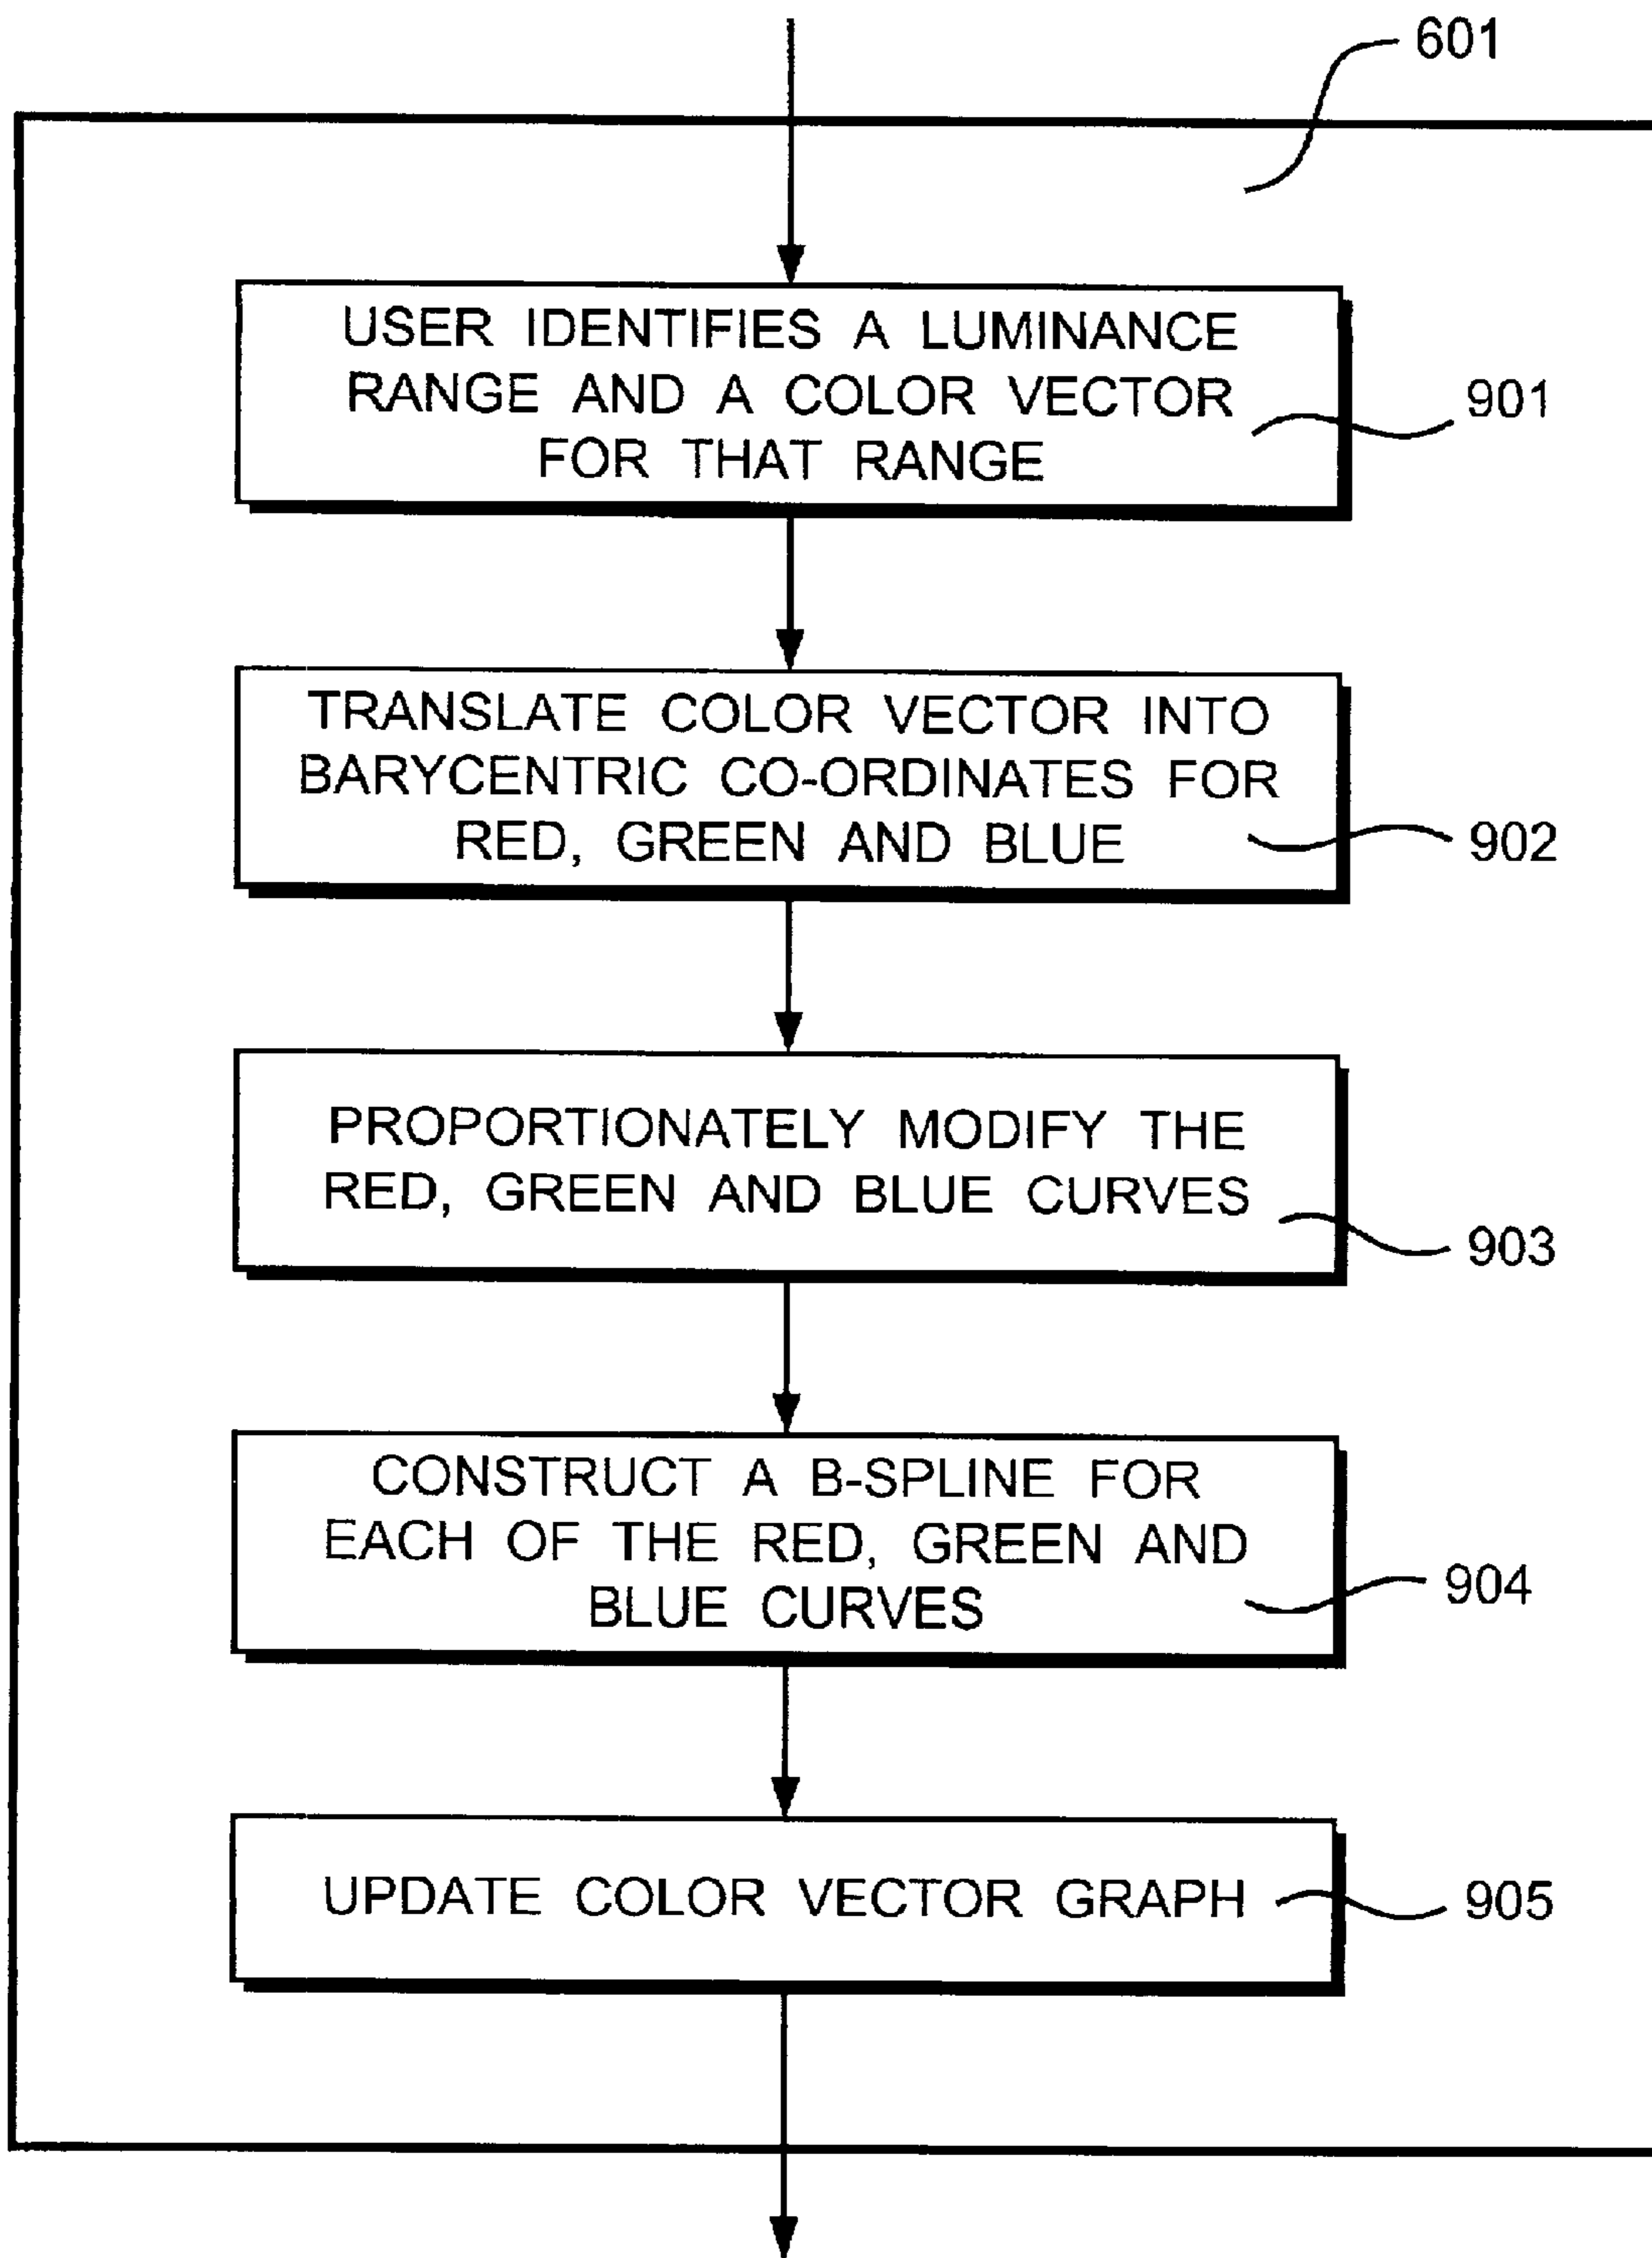 601
USER IDENTIFIES A LUMINANCE
RANGE AND A COLOR VECTOR
FOR THAT RANGE
901
TRANSLATE COLOR VECTOR INTO
BARYCENTRIC CO-ORDINATES FOR
RED, GREEN AND BLUE
902
PROPORTIONATELY MODIFY THE
RED, GREEN AND BLUE CURVES
903
CONSTRUCT A B-SPLINE FOR
EACH OF THE RED, GREEN AND
BLUE CURVES
904
UPDATE COLOR VECTOR GRAPH
905